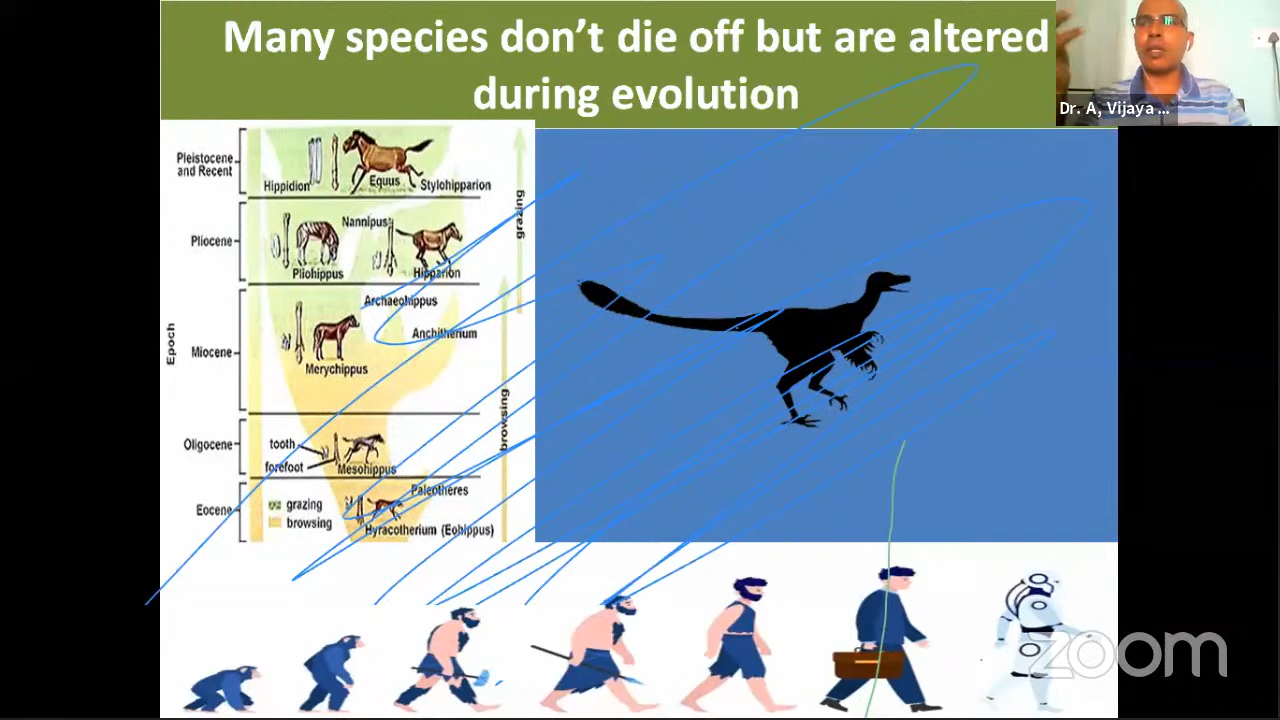 Many species don't die off but are altered
during evolution
Dr. A, Vijaya ...
Pleistocene
and Recent
Hippidion
Equus
Stylohipparion
grazing
Pliocene
Nannipus
Pliohippus
Hipparion
Epoch
Miocene
Archaeohippus
Anchitherium
Merychippus
browsing
Oligocene
tooth
forefoot
Mesohippus
Eocene
grazing
browsing
Paleotheres
Hyracotherium (Eohippus)
zoom